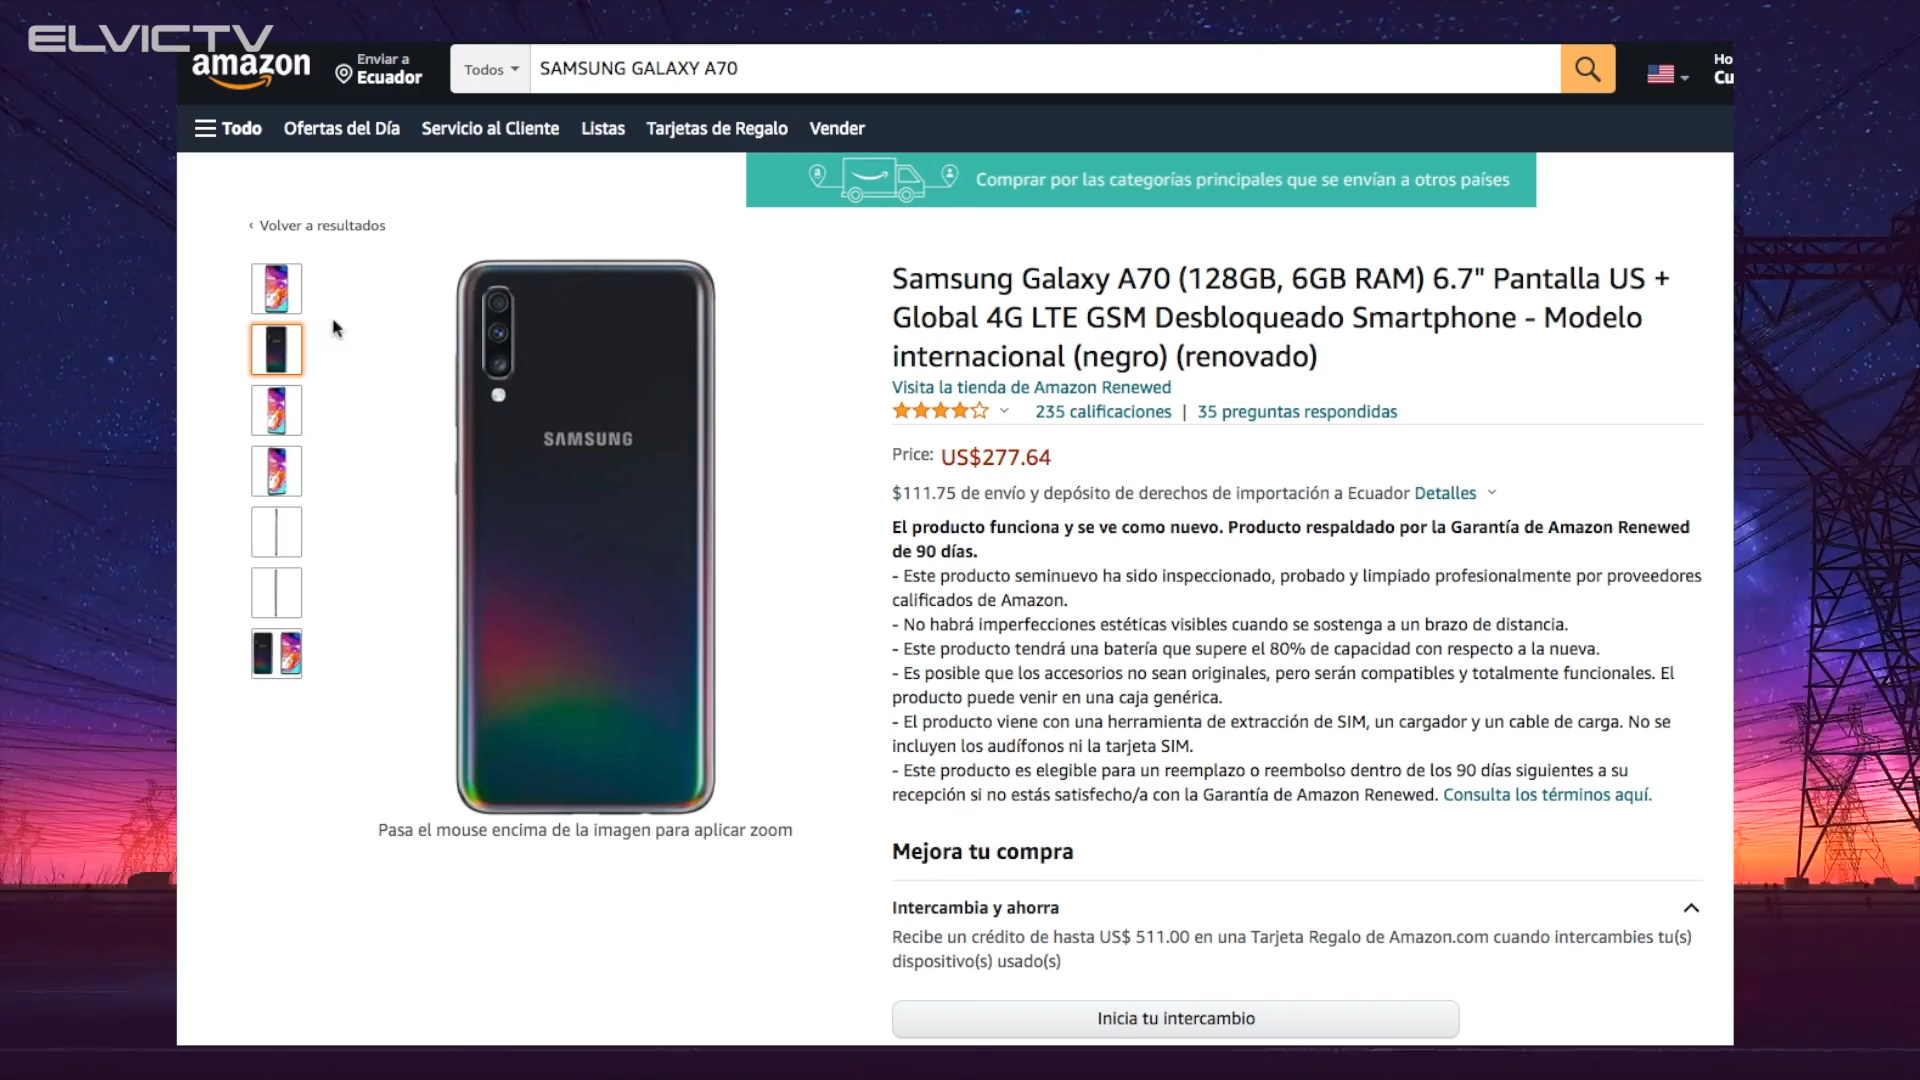 ELVICTV
amazon
Enviar a
Ecuador
Todos
SAMSUNG GALAXY A70
Ho
Cu
Todo
Ofertas del Día
Servicio al Cliente
Listas
Tarjetas de Regalo
Vender
Comprar por las categorías principales que se envían a otros países
‹ Volver a resultados
SAMSUNG
Pasa el mouse encima de la imagen para aplicar zoom
Samsung Galaxy A70 (128GB, 6GB RAM) 6.7" Pantalla US +
Global 4G LTE GSM Desbloqueado Smartphone - Modelo
internacional (negro) (renovado)
Visita la tienda de Amazon Renewed
235 calificaciones | 35 preguntas respondidas
Price: US$277.64
$111.75 de envío y depósito de derechos de importación a Ecuador Detalles
El producto funciona y se ve como nuevo. Producto respaldado por la Garantía de Amazon Renewed
de 90 días.
- Este producto seminuevo ha sido inspeccionado, probado y limpiado profesionalmente por proveedores
calificados de Amazon.
- No habrá imperfecciones estéticas visibles cuando se sostenga a un brazo de distancia.
- Este producto tendrá una batería que supere el 80% de capacidad con respecto a la nueva.
- Es posible que los accesorios no sean originales, pero serán compatibles y totalmente funcionales. El
producto puede venir en una caja genérica.
- El producto viene con una herramienta de extracción de SIM, un cargador y un cable de carga. No se
incluyen los audífonos ni la tarjeta SIM.
- Este producto es elegible para un reemplazo o reembolso dentro de los 90 días siguientes a su
recepción si no estás satisfecho/a con la Garantía de Amazon Renewed. Consulta los términos aquí.
Mejora tu compra
Intercambia y ahorra
Recibe un crédito de hasta US$ 511.00 en una Tarjeta Regalo de Amazon.com cuando intercambies tu(s)
dispositivo(s) usado(s)
Inicia tu intercambio